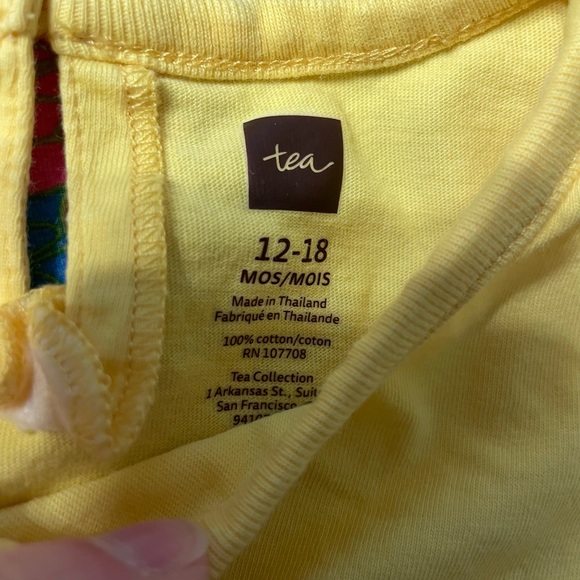 tea
12-18
MOS/MOIS
Made in Thailand
Fabriqué en Thaïlande
100% cotton/coton
RN 107708
Tea Collection
1 Arkansas St.,
San Francisco,